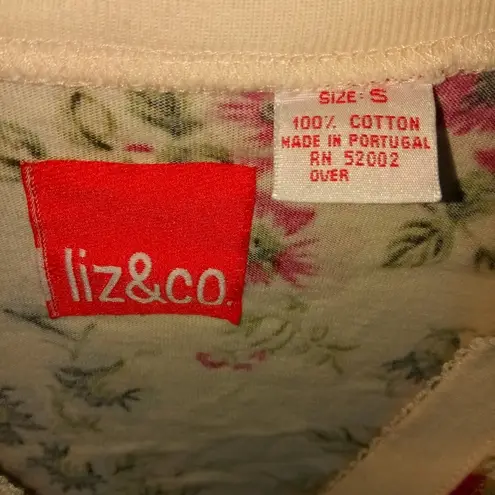 SIZE: S
100% COTTON
MADE IN PORTUGAL
RN 52002
OVER
liz&co.